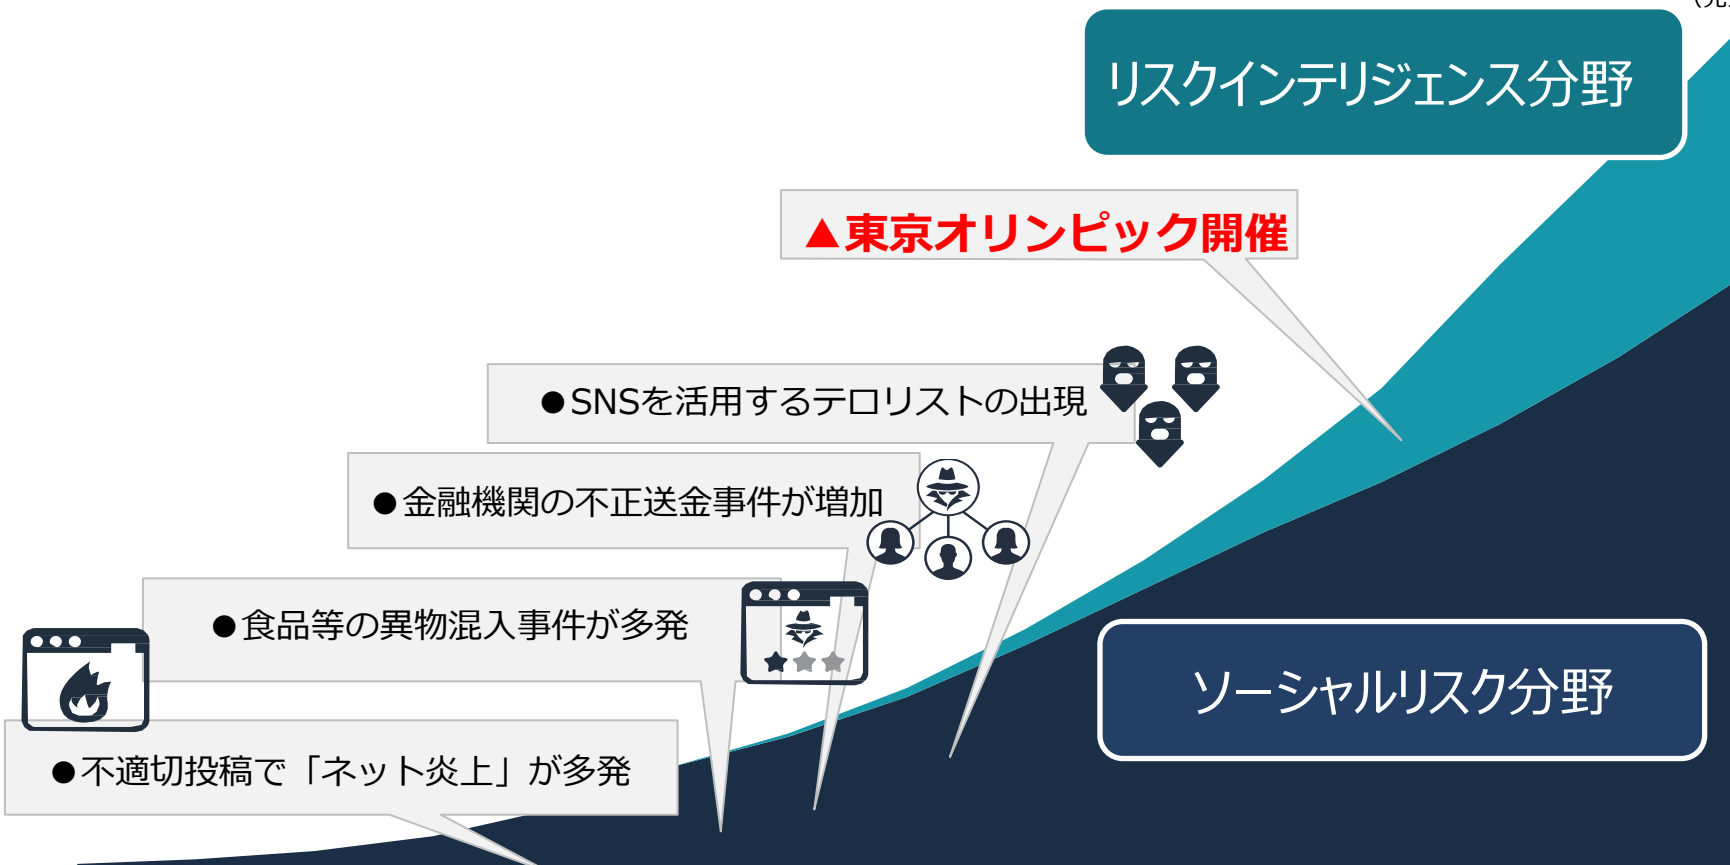 リスクインテリジェンス分野
▲東京オリンピック開催
●SNSを活用するテロリストの出現
●金融機関の不正送金事件が増加
●食品等の異物混入事件が多発
●不適切投稿で「ネット炎上」が多発
ソーシャルリスク分野